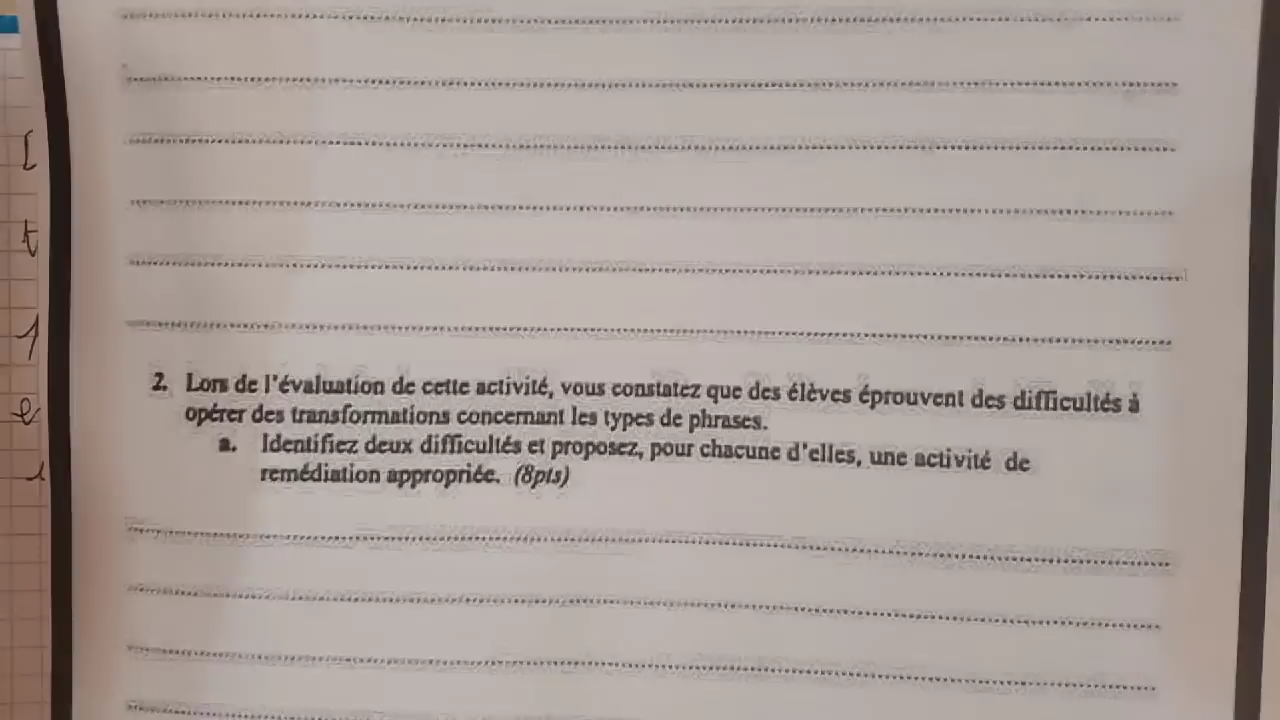 2. Lors de l'évaluation de cette activité, vous constatez que des élèves éprouvent des difficultés à
opérer des transformations concernant les types de phrases.
a. Identifiez deux difficultés et proposez, pour chacune d'elles, une activité de
remédiation appropriée. (8pts)